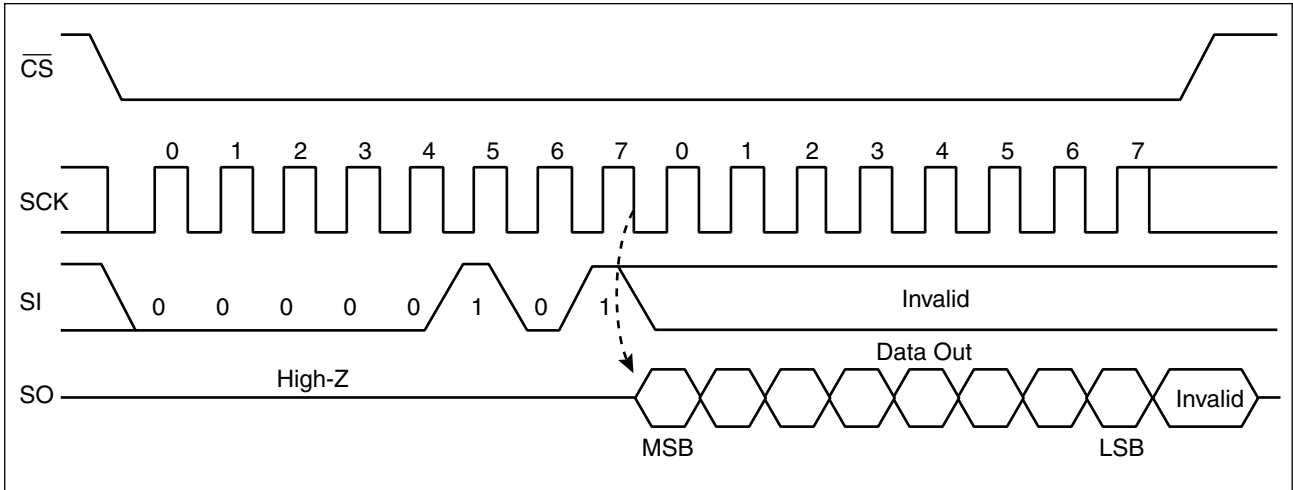 CS
0 1 2 3 4 5 6 7 0 1 2 3 4 5 6 7
SCK
SI 0 0 0 0 0 1 0 1 Invalid
Data Out
High-Z
SO Invalid
MSB LSB